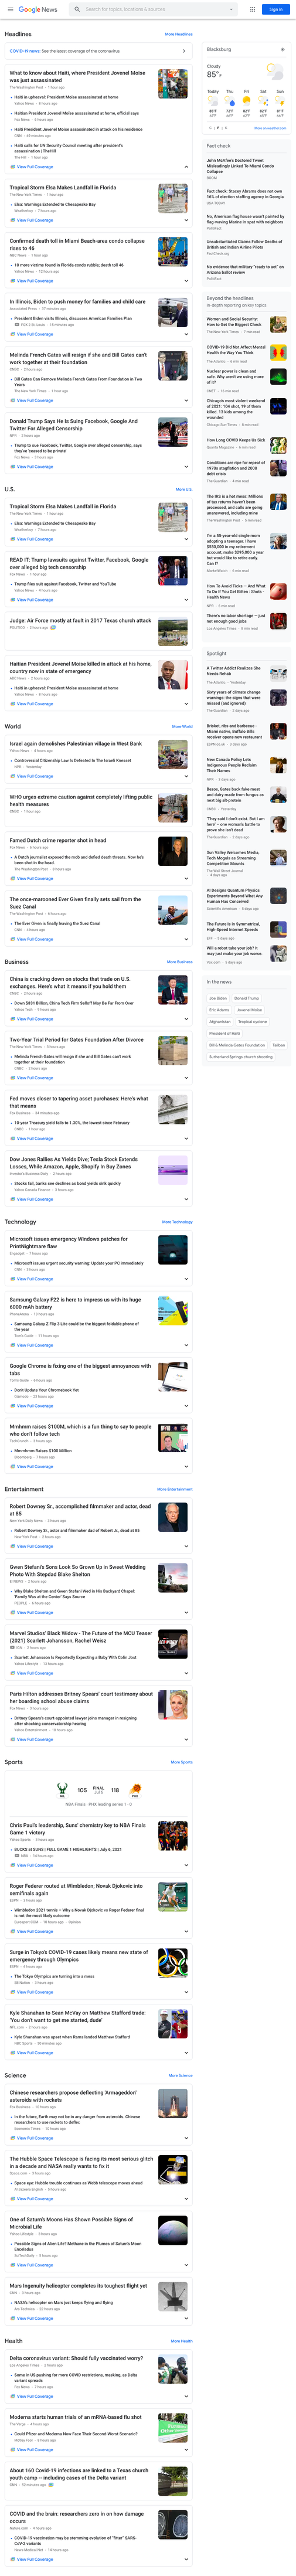 Google News
Search for topics, locations & sources
Sign in
Headlines
More Headlines
COVID-19 news: See the latest coverage of the coronavirus
What to know about Haiti, where President Jovenel Moïse
was just assassinated
The Washington Post · 1 hour ago
Haiti in upheaval: President Moïse assassinated at home
Yahoo News · 8 hours ago
Haitian President Jovenel Moïse assassinated at home, official says
Fox News · 5 hours ago
Haiti President Jovenel Moïse assassinated in attack on his residence
CNN · 49 minutes ago
Haiti calls for UN Security Council meeting after president's
assassination | TheHill
The Hill · 1 hour ago
View Full Coverage
Tropical Storm Elsa Makes Landfall in Florida
The New York Times · 1 hour ago
Elsa: Warnings Extended to Chesapeake Bay
WeatherBug · 7 hours ago
View Full Coverage
Confirmed death toll in Miami Beach-area condo collapse
rises to 46
NBC News · 1 hour ago
10 more victims found in Florida condo rubble; death toll 46
Yahoo News · 12 hours ago
View Full Coverage
In Illinois, Biden to push money for families and child care
Associated Press · 37 minutes ago
President Biden visits Illinois, discusses American Families Plan
FOX 2 St. Louis · 19 minutes ago
View Full Coverage
Melinda French Gates will resign if she and Bill Gates can't
work together at their foundation
CNBC · 3 hours ago
Bill Gates Can Remove Melinda French Gates From Foundation in Two
Years
The New York Times · 1 hour ago
View Full Coverage
Donald Trump Says He Is Suing Facebook, Google And
Twitter For Alleged Censorship
NPR · 2 hours ago
Trump to sue Facebook, Twitter, Google over alleged censorship, says
they've 'ceased to be private'
Fox News · 3 hours ago
View Full Coverage
U.S.
More U.S.
Tropical Storm Elsa Makes Landfall in Florida
The New York Times · 1 hour ago
Elsa: Warnings Extended to Chesapeake Bay
WeatherBug · 7 hours ago
View Full Coverage
READ IT: Trump lawsuits against Twitter, Facebook, Google
over alleged big tech censorship
Fox News · 1 hour ago
Trump files suit against Facebook, Twitter and YouTube
Yahoo News · 4 hours ago
View Full Coverage
Judge: Air Force mostly at fault in 2017 Texas church attack
POLITICO · 2 hours ago
Haitian President Jovenel Moïse killed in attack at his home,
country now in state of emergency
ABC News · 2 hours ago
Haiti in upheaval: President Moïse assassinated at home
Yahoo News · 8 hours ago
View Full Coverage
World
More World
Israel again demolishes Palestinian village in West Bank
Yahoo News · 4 hours ago
Controversial Citizenship Law Is Defeated In The Israeli Knesset
NPR · Yesterday
View Full Coverage
WHO urges extreme caution against completely lifting public
health measures
CNBC · 1 hour ago
Famed Dutch crime reporter shot in head
Fox News · 6 hours ago
A Dutch journalist exposed the mob and defied death threats. Now he's
been shot in the head
The Washington Post · 8 hours ago
View Full Coverage
The once-marooned Ever Given finally sets sail from the
Suez Canal
The Washington Post · 4 hours ago
The Ever Given is finally leaving the Suez Canal
CNN · 6 hours ago
View Full Coverage
Business
More Business
China is cracking down on stocks that trade on U.S.
exchanges. Here's what it means if you hold them
CNBC · 3 hours ago
Down $831 Billion, China Tech Firm Selloff May Be Far From Over
Yahoo! Tech · 9 hours ago
View Full Coverage
Two-Year Trial Period for Gates Foundation After Divorce
The New York Times · 3 hours ago
Melinda French Gates will resign if she and Bill Gates can't work
together at their foundation
CNBC · 3 hours ago
View Full Coverage
Fed moves closer to tapering asset purchases: Here's what
that means
Fox Business · 54 minutes ago
10-year Treasury yield falls to 1.30%, the lowest since February
CNBC · 1 hour ago
View Full Coverage
Dow Jones Rallies As Yields Dive; Tesla Stock Extends
Losses, While Amazon, Apple, Shopify In Buy Zones
Investor's Business Daily · 2 hours ago
Stocks fall, banks see declines as bond yields sink quickly
Yahoo Canada Finance · 3 hours ago
View Full Coverage
Technology
More Technology
Microsoft issues emergency Windows patches for
PrintNightmare flaw
Engadget · 7 hours ago
Microsoft issues urgent security warning: Update your PC immediately
CNN · 3 hours ago
View Full Coverage
Samsung Galaxy F22 is here to impress us with its huge
6000 mAh battery
PhoneArena · 13 hours ago
Samsung Galaxy Z Flip 3 Lite could be the biggest foldable phone of
the year
Tom's Guide · 11 hours ago
View Full Coverage
Google Chrome is fixing one of the biggest annoyances with
tabs
Tom's Guide · 6 hours ago
Don't Update Your Chromebook Yet
Gizmodo · 23 hours ago
View Full Coverage
Mmhmm raises $100M, which is a fun thing to say to people
who don't follow tech
TechCrunch · 3 hours ago
Mmmhmm Raises $100 Million
Bloomberg · 7 hours ago
View Full Coverage
Entertainment
More Entertainment
Robert Downey Sr., accomplished filmmaker and actor, dead
at 85
New York Daily News · 3 hours ago
Robert Downey Sr., actor and filmmaker dad of Robert Jr., dead at 85
New York Post · 2 hours ago
View Full Coverage
Gwen Stefani's Sons Look So Grown Up in Sweet Wedding
Photo With Stepdad Blake Shelton
E! NEWS · 5 hours ago
Why Blake Shelton and Gwen Stefani Wed in His Backyard Chapel:
'Family Was at the Center' Says Source
PEOPLE · 6 hours ago
View Full Coverage
Marvel Studios' Black Widow - The Future of the MCU Teaser
(2021) Scarlett Johansson, Rachel Weisz
IGN · 2 hours ago
Scarlett Johansson Is Reportedly Expecting a Baby With Colin Jost
Yahoo Lifestyle · 13 hours ago
View Full Coverage
Paris Hilton addresses Britney Spears' court testimony about
her boarding school abuse claims
Fox News · 5 hours ago
Britney Spears's court-appointed lawyer joins manager in resigning
after shocking conservatorship hearing
Yahoo Entertainment · 19 hours ago
View Full Coverage
Sports
More Sports
MIL
105
FINAL
Jul 6
118
PHX
NBA Finals · PHX leading series 1 - 0
Chris Paul's leadership, Suns' chemistry key to NBA Finals
Game 1 victory
Yahoo Sports · 3 hours ago
BUCKS at SUNS | FULL GAME 1 HIGHLIGHTS | July 6, 2021
NBA · 14 hours ago
View Full Coverage
Roger Federer routed at Wimbledon; Novak Djokovic into
semifinals again
ESPN · 3 hours ago
Wimbledon 2021 tennis – Why a Novak Djokovic vs Roger Federer final
is not the most likely outcome
Eurosport.COM · 10 hours ago · Opinion
View Full Coverage
Surge in Tokyo's COVID-19 cases likely means new state of
emergency through Olympics
ESPN · 4 hours ago
The Tokyo Olympics are turning into a mess
SB Nation · 3 hours ago
View Full Coverage
Kyle Shanahan to Sean McVay on Matthew Stafford trade:
'You don't want to get me started, dude'
NFL.com · 2 hours ago
Kyle Shanahan was upset when Rams landed Matthew Stafford
NBC Sports · 50 minutes ago
View Full Coverage
Science
More Science
Chinese researchers propose deflecting 'Armageddon'
asteroids with rockets
Fox Business · 10 hours ago
In the future, Earth may not be in any danger from asteroids. Chinese
researchers to use rockets to deflec
Economic Times · 10 hours ago
View Full Coverage
The Hubble Space Telescope is facing its most serious glitch
in a decade and NASA really wants to fix it
Space.com · 9 hours ago
Space eye: Hubble trouble continues as Webb telescope moves ahead
Al Jazeera English · 5 hours ago
View Full Coverage
One of Saturn's Moons Has Shown Possible Signs of
Microbial Life
Yahoo Lifestyle · 3 hours ago
Possible Signs of Alien Life? Methane in the Plumes of Saturn's Moon
Enceladus
SciTechDaily · 5 hours ago
View Full Coverage
Mars Ingenuity helicopter completes its toughest flight yet
CNN · 5 hours ago
NASA's helicopter on Mars just keeps flying and flying
Ars Technica · 22 hours ago
View Full Coverage
Health
More Health
Delta coronavirus variant: Should fully vaccinated worry?
Los Angeles Times · 2 hours ago
Some in US pushing for more COVID restrictions, masking, as Delta
variant spreads
Fox News · 7 hours ago
View Full Coverage
Moderna starts human trials of an mRNA-based flu shot
The Verge · 4 hours ago
Could Pfizer and Moderna Now Face Their Second-Worst Scenario?
Motley Fool · 8 hours ago
View Full Coverage
About 160 Covid-19 infections are linked to a Texas church
youth camp -- including cases of the Delta variant
CNN · 52 minutes ago
COVID and the brain: researchers zero in on how damage
occurs
Nature.com · 4 hours ago
COVID-19 vaccination may be stemming evolution of "fitter" SARS-
CoV-2 variants
News-Medical.Net · 10 hours ago
View Full Coverage
Blacksburg
Cloudy
85°F
Today
Thu
Fri
Sat
Sun
C | F | K
More on weather.com
Fact check
John McAfee's Doctored Tweet
Misleadingly Linked To Miami Condo
Collapse
BOOM
Fact check: Stacey Abrams does not own
16% of election staffing agency in Georgia
USA TODAY
No, American flag house wasn't painted by
flag-waving Marine in spat with neighbors
PolitiFact
Unsubstantiated Claims Follow Deaths of
British and Indian Airline Pilots
FactCheck.org
No evidence that military "ready to act" on
Arizona ballot review
PolitiFact
Beyond the headlines
In-depth reporting on key topics
Women and Social Security:
How to Get the Biggest Check
The New York Times · 7 min read
COVID-19 Did Not Affect Mental
Health the Way You Think
The Atlantic · 6 min read
Nuclear power is clean and
safe. Why aren't we using more
of it?
CNET · 19 min read
Chicago's most violent weekend
of 2021: 104 shot, 19 of them
killed. 13 kids among the
wounded
Chicago Sun-Times · 4 min read
How Long COVID Keeps Us Sick
Quanta Magazine · 6 min read
Conditions are ripe for repeat of
1970s stagflation and 2008
debt crisis
The Guardian · 4 min read
The IRS is a hot mess: Millions
of tax returns haven't been
processed, and calls are going
unanswered, including mine
The Washington Post · 5 min read
I'm a 55-year-old single mom
adopting a teenager. I have
$550,000 in my retirement
account, make $295,000 a year
but would like to retire early.
Can I?
MarketWatch · 6 min read
How To Avoid Ticks — And What
To Do If You Get Bitten : Shots -
Health News
NPR · 6 min read
There's no labor shortage — just
not enough good jobs
Los Angeles Times · 6 min read
Spotlight
A Twitter Addict Realizes She
Needs Rehab
The Atlantic · Yesterday
Sixty years of climate change
warnings: the signs that were
missed (and ignored)
The Guardian · 2 days ago
Brisket, ribs and barbecue -
Miami native, Buffalo Bills
receiver opens new restaurant
ESPN.co.uk · 5 days ago
New Canada Policy Lets
Indigenous People Reclaim
Their Names
NPR · 5 days ago
Bezos, Gates back fake meat
and dairy made from fungus as
next big alt-protein
CNBC · Yesterday
'They said I don't exist. But I am
here' – one woman's battle to
prove she isn't dead
The Guardian · 2 days ago
Sun Valley Welcomes Media,
Tech Moguls as Streaming
Competition Mounts
The Wall Street Journal
· 4 days ago
AI Designs Quantum Physics
Experiments Beyond What Any
Human Has Conceived
Scientific American · 5 days ago
The Future Is in Symmetrical,
High-Speed Internet Speeds
EFF · 5 days ago
Will a robot take your job? It
may just make your job worse.
Vox.com · 5 days ago
In the news
Joe Biden
Donald Trump
Eric Adams
Jovenel Moïse
Afghanistan
Tropical cyclone
President of Haiti
Bill & Melinda Gates Foundation
Taliban
Sutherland Springs church shooting